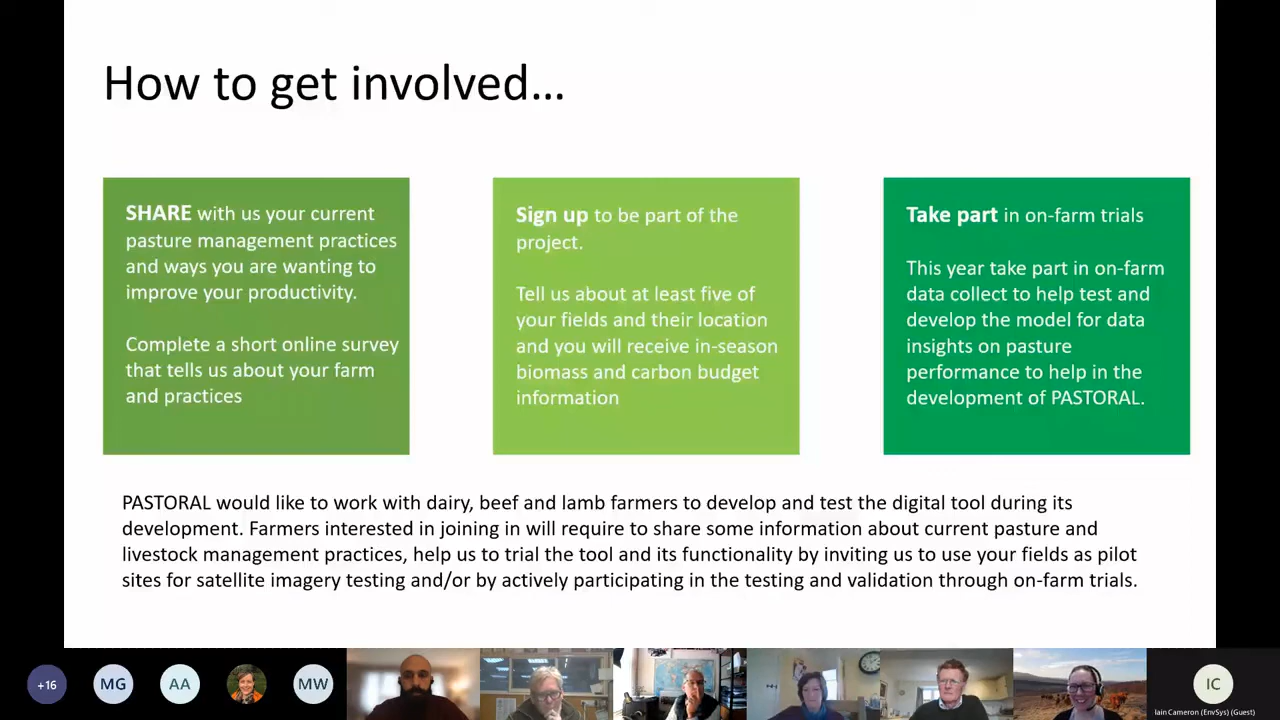 How to get involved...
SHARE with us your current
pasture management practices
and ways you are wanting to
improve your productivity.
Complete a short online survey
that tells us about your farm
and practices
Sign up to be part of the
project.
Tell us about at least five of
your fields and their location
and you will receive in-season
biomass and carbon budget
information
Take part in on-farm trials
This year take part in on-farm
data collect to help test and
develop the model for data
insights on pasture
performance to help in the
development of PASTORAL.
PASTORAL would like to work with dairy, beef and lamb farmers to develop and test the digital tool during its
development. Farmers interested in joining in will require to share some information about current pasture and
livestock management practices, help us to trial the tool and its functionality by inviting us to use your fields as pilot
sites for satellite imagery testing and/or by actively participating in the testing and validation through on-farm trials.
+16
MG
AA
MW
IC
Iain Cameron (EnvSys) (Guest)